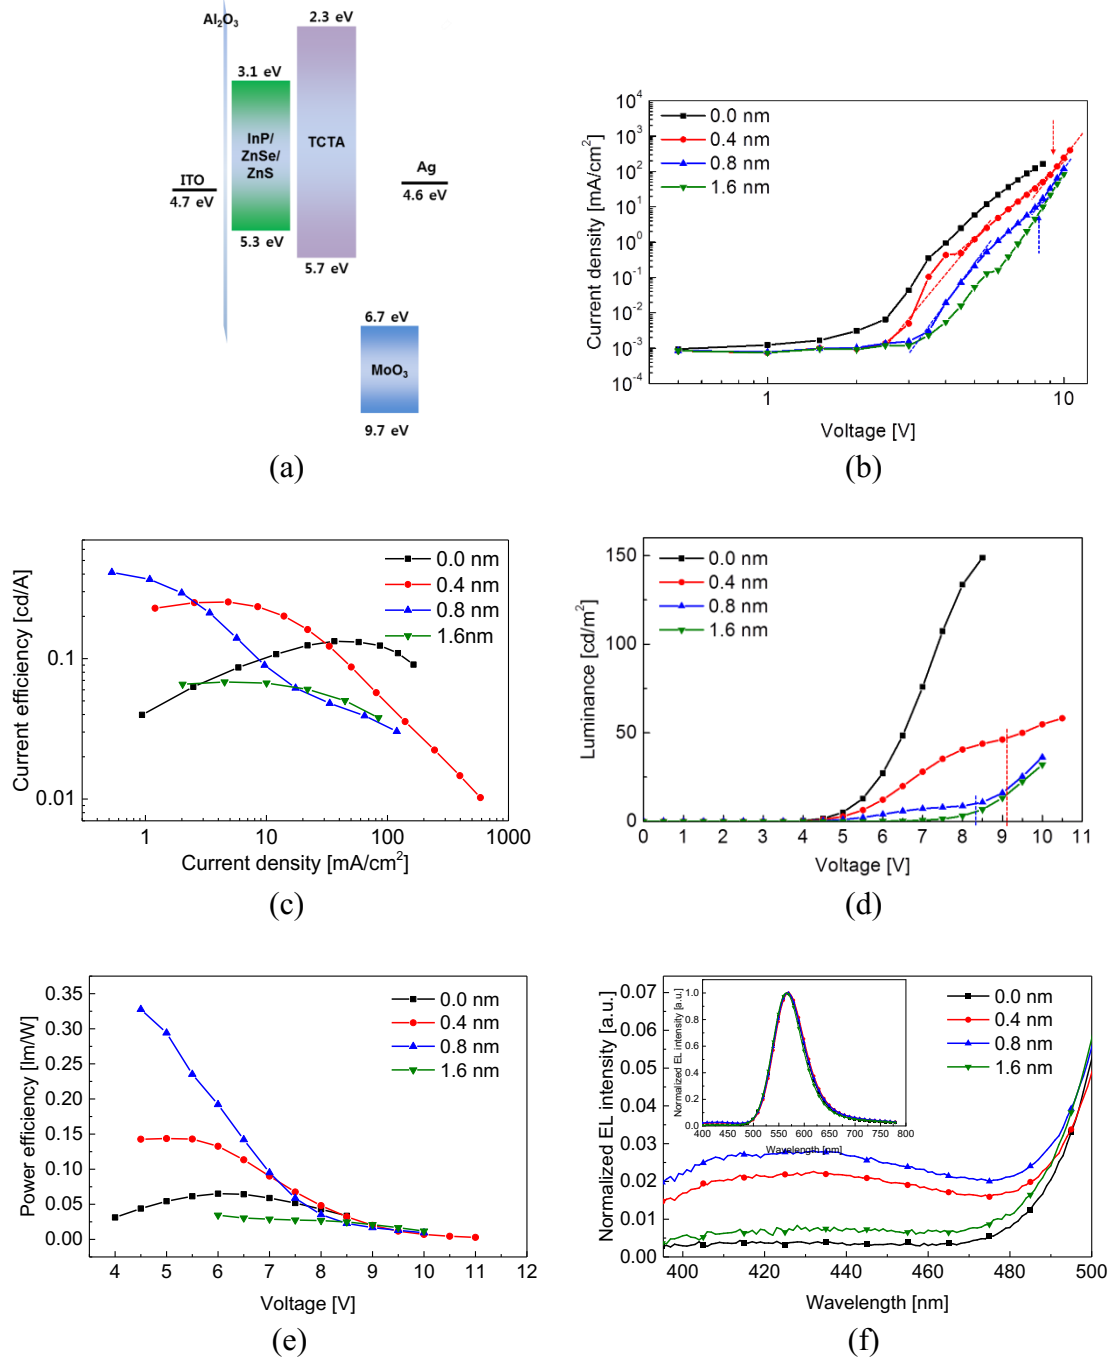 Al₂O₃
2.3 eV
3.1 eV
InP/
ZnSe/
ZnS
TCTA
ITO
4.7 eV
Ag
4.6 eV
5.3 eV
5.7 eV
6.7 eV
MoO₃
9.7 eV
(a)
Current density [mA/cm²]
10⁴
10³
10²
10¹
10⁰
10⁻¹
10⁻²
10⁻³
10⁻⁴
0.0 nm
0.4 nm
0.8 nm
1.6 nm
1
10
Voltage [V]
(b)
Current efficiency [cd/A]
0.1
0.01
0.0 nm
0.4 nm
0.8 nm
1.6nm
1
10
100
1000
Current density [mA/cm²]
(c)
Luminance [cd/m²]
150
100
50
0
0.0 nm
0.4 nm
0.8 nm
1.6 nm
0 1 2 3 4 5 6 7 8 9 10 11
Voltage [V]
(d)
Power efficiency [lm/W]
0.35
0.30
0.25
0.20
0.15
0.10
0.05
0.00
0.0 nm
0.4 nm
0.8 nm
1.6 nm
4 5 6 7 8 9 10 11 12
Voltage [V]
(e)
Normalized EL intensity [a.u.]
0.07
0.06
0.05
0.04
0.03
0.02
0.01
0.00
Normalized EL intensity [a.u.]
1.0
0.8
0.6
0.4
0.2
0.0
400 450 500 550 600 650 700 750 800
Wavelength [nm]
0.0 nm
0.4 nm
0.8 nm
1.6 nm
400 420 440 460 480 500
Wavelength [nm]
(f)